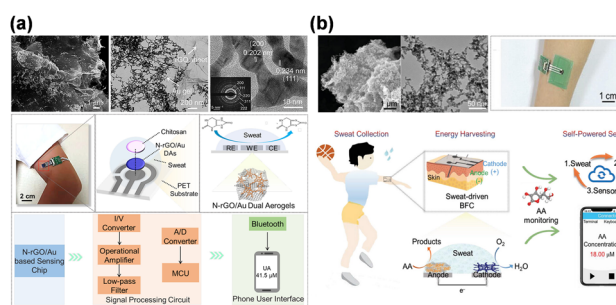 (a)
(b)
[200
0.202 nm
0.234 nm
10 nm
1 cm
Chitosan
N-rGO/Au
DAs
Sweat
PET
Substrate
2 cm
Sweat
RE WE CE
N-rGO/Au Dual Aerogels
N-rGO/Au
based Sensing
Chip
I/V
Converter
Operational
Amplifier
Low-pass
Filter
A/D
Converter
MCU
Signal Processing Circuit
Bluetooth
UA
41.5 μM
Phone User Interface
Sweat Collection
Energy Harvesting
Self-Powered Se
Cathode
(+)
Anode
(-)
Skin
Sweat-driven
BFC
AA
monitoring
1.Sweat
2.
3.Sensor
Products
Sweat
O₂
AA
Anode
Cathode
H₂O
e⁻
AA
Concentration
18.00 μM